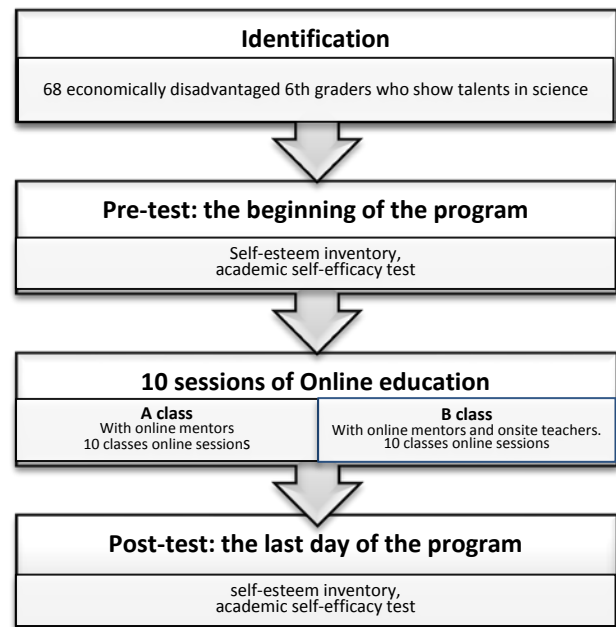 Identification
68 economically disadvantaged 6th graders who show talents in science
Pre-test: the beginning of the program
Self-esteem inventory,
academic self-efficacy test
10 sessions of Online education
A class
With online mentors
10 classes online sessions
B class
With online mentors and onsite teachers.
10 classes online sessions
Post-test: the last day of the program
self-esteem inventory,
academic self-efficacy test